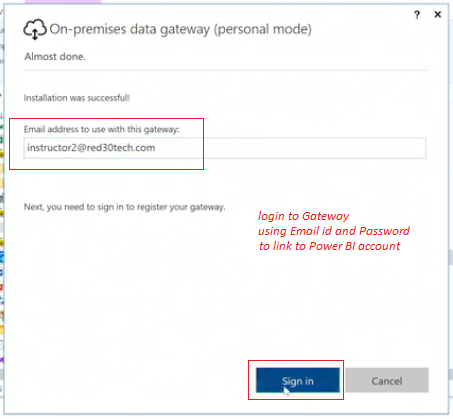 ? ×
On-premises data gateway (personal mode)
Almost done.
Installation was successful!
Email address to use with this gateway:
instructor2@red30tech.com
Next, you need to sign in to register your gateway.
login to Gateway
using Email id and Password
to link to Power BI account
Sign in
Cancel